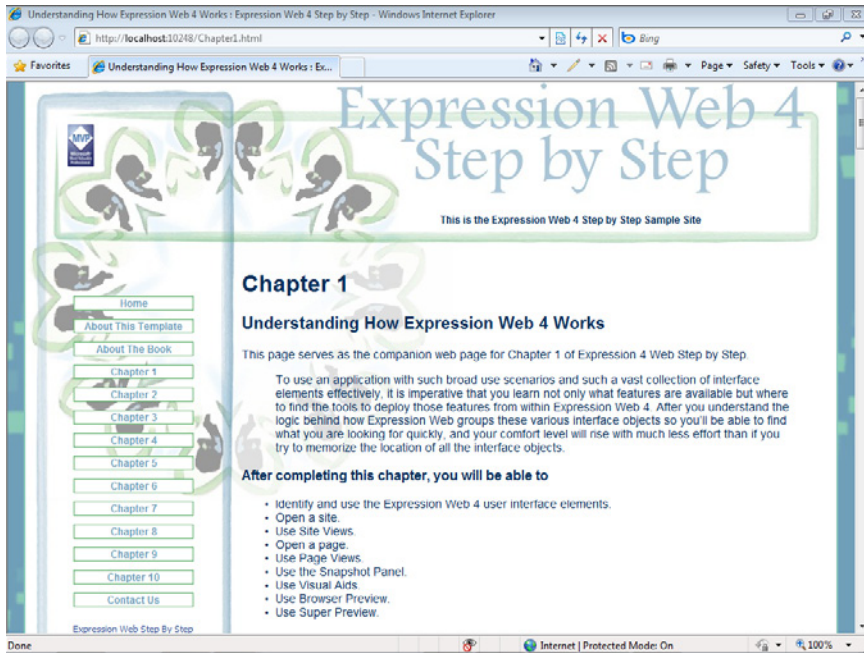 Understanding How Expression Web 4 Works : Expression Web 4 Step by Step - Windows Internet Explorer
http://localhost:10248/Chapter1.html
Bing
Favorites
Understanding How Expression Web 4 Works : Ex...
Page
Safety
Tools
MVP
Expression Web 4
Step by Step
This is the Expression Web 4 Step by Step Sample Site
Home
About This Template
About The Book
Chapter 1
Chapter 2
Chapter 3
Chapter 4
Chapter 5
Chapter 6
Chapter 7
Chapter 8
Chapter 9
Chapter 10
Contact Us
Expression Web Step By Step
Chapter 1
Understanding How Expression Web 4 Works
This page serves as the companion web page for Chapter 1 of Expression 4 Web Step by Step.
To use an application with such broad use scenarios and such a vast collection of interface
elements effectively, it is imperative that you learn not only what features are available but where
to find the tools to deploy those features from within Expression Web 4. After you understand the
logic behind how Expression Web groups these various interface objects so you'll be able to find
what you are looking for quickly, and your comfort level will rise with much less effort than if you
try to memorize the location of all the interface objects.
After completing this chapter, you will be able to
• Identify and use the Expression Web 4 user interface elements.
• Open a site.
• Use Site Views.
• Open a page.
• Use Page Views.
• Use the Snapshot Panel.
• Use Visual Aids.
• Use Browser Preview.
• Use Super Preview.
Done
Internet | Protected Mode: On
100%